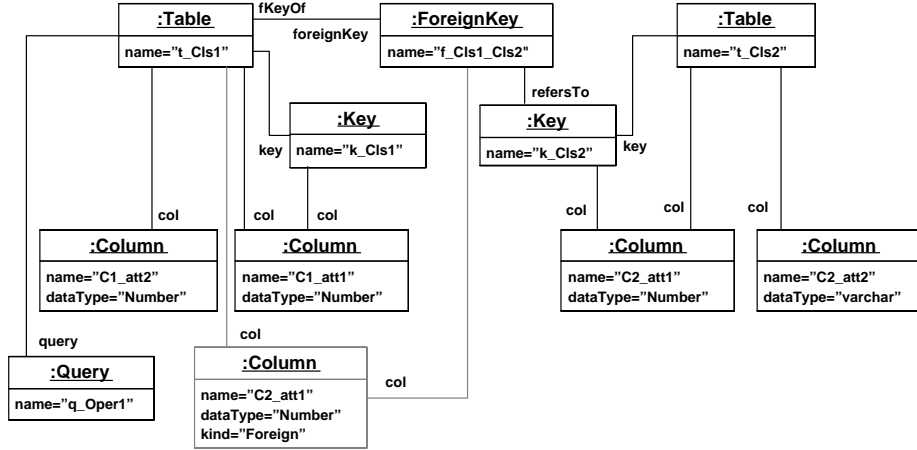 fKeyOf
:Table
name="t_Cls1”
foreignKey
:ForeignKey
name=”f_Cls1_Cls2"
:Table
name=”t_Cls2”
refersTo
:Key
name=”k_Cls1”
key
:Key
name=”k_Cls2”
key
col
col
col
col
col
col
:Column
name=”C1_att2”
dataType=”Number”
:Column
name=”C1_att1”
dataType=”Number”
:Column
name=”C2_att1”
dataType=”Number”
:Column
name=”C2_att2”
dataType=”varchar”
query
col
:Query
name=”q_Oper1”
:Column
name=”C2_att1”
dataType=”Number”
kind=”Foreign”
col